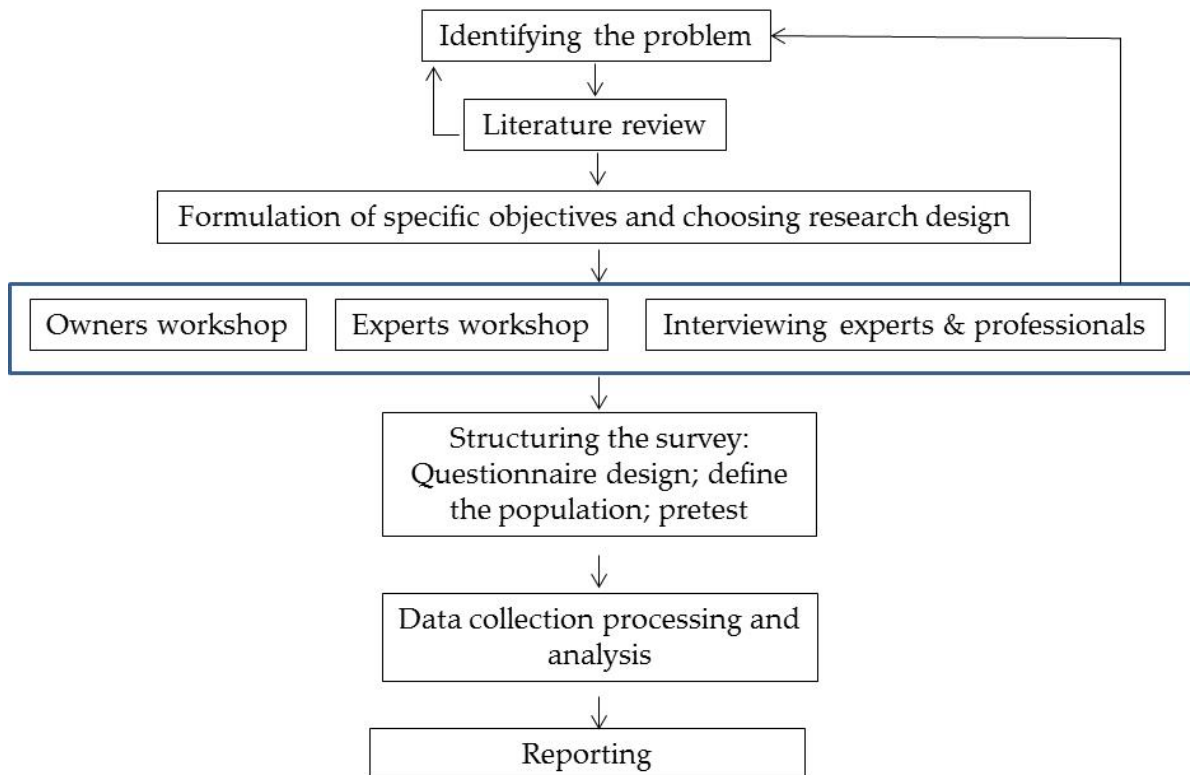 Identifying the problem
Literature review
Formulation of specific objectives and choosing research design
Owners workshop
Experts workshop
Interviewing experts & professionals
Structuring the survey:
Questionnaire design; define
the population; pretest
Data collection processing and
analysis
Reporting